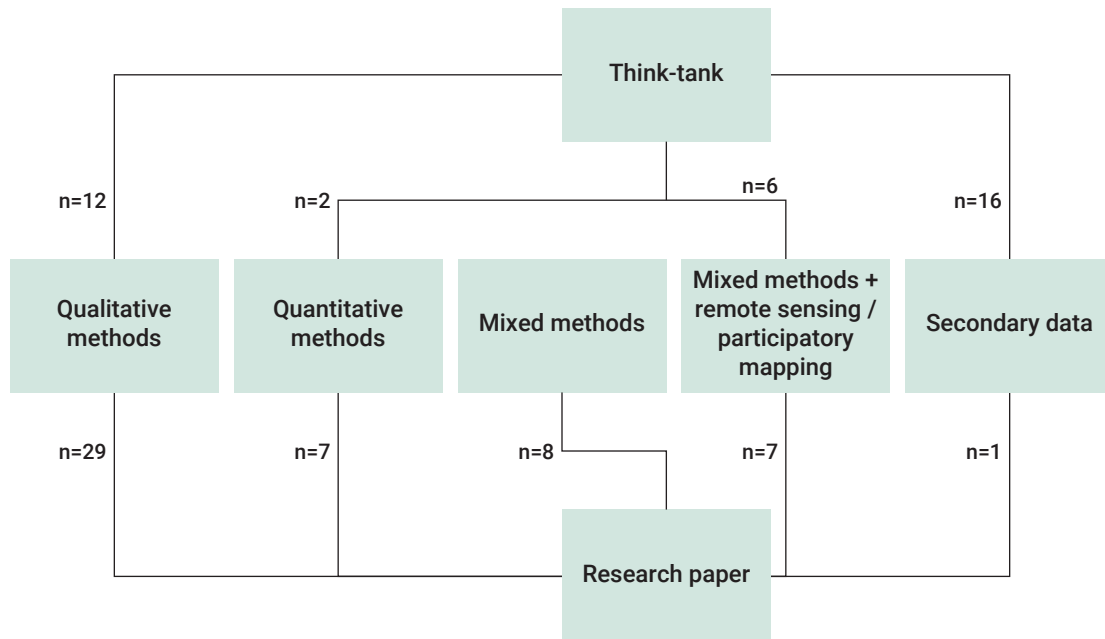 Think-tank
n=12
n=2
n=6
n=16
Qualitative
methods
Quantitative
methods
Mixed methods
Mixed methods +
remote sensing /
participatory
mapping
Secondary data
n=29
n=7
n=8
n=7
n=1
Research paper